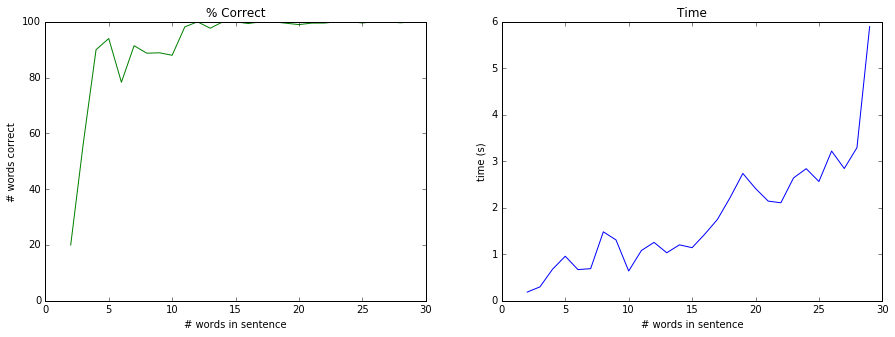 % Correct
100
80
60
40
20
0
# words correct
0 5 10 15 20 25 30
# words in sentence
Time
6
5
4
3
2
1
0
time (s)
0 5 10 15 20 25 30
# words in sentence